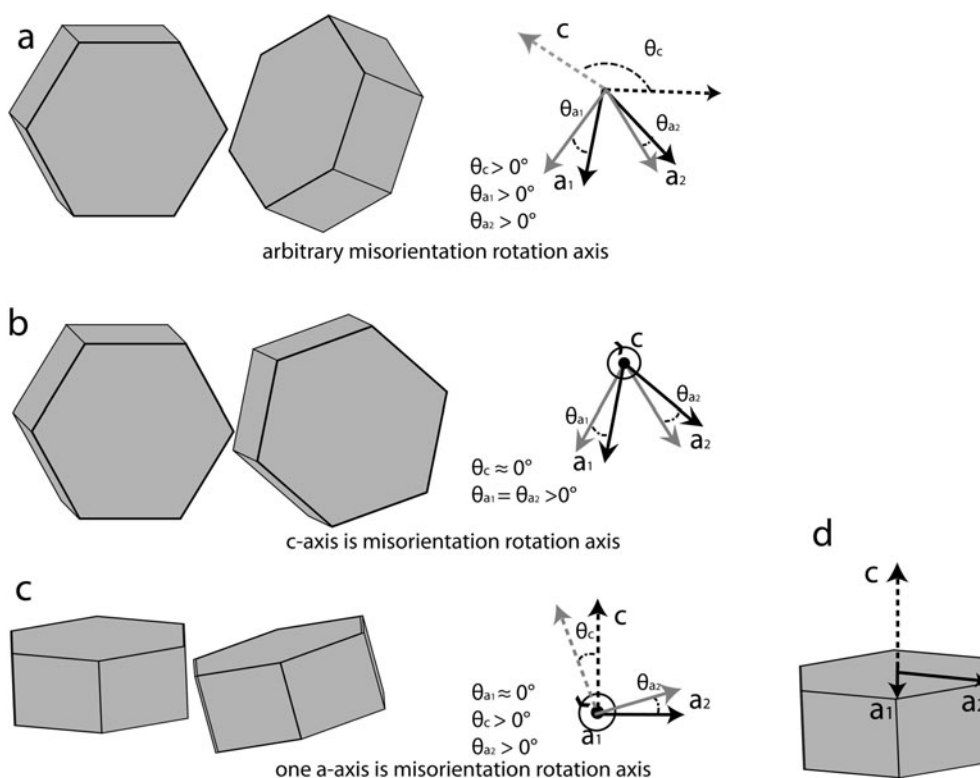 a
c
θc
θa1
θa2
a1
a2
θc > 0°
θa1 > 0°
θa2 > 0°
arbitrary misorientation rotation axis
b
c
θa1
θa2
a1
a2
θc ≈ 0°
θa1 = θa2 >0°
c-axis is misorientation rotation axis
c
c
θc
θa2
a2
a1
θa1 ≈ 0°
θc > 0°
θa2 > 0°
one a-axis is misorientation rotation axis
d
c
a1
a2